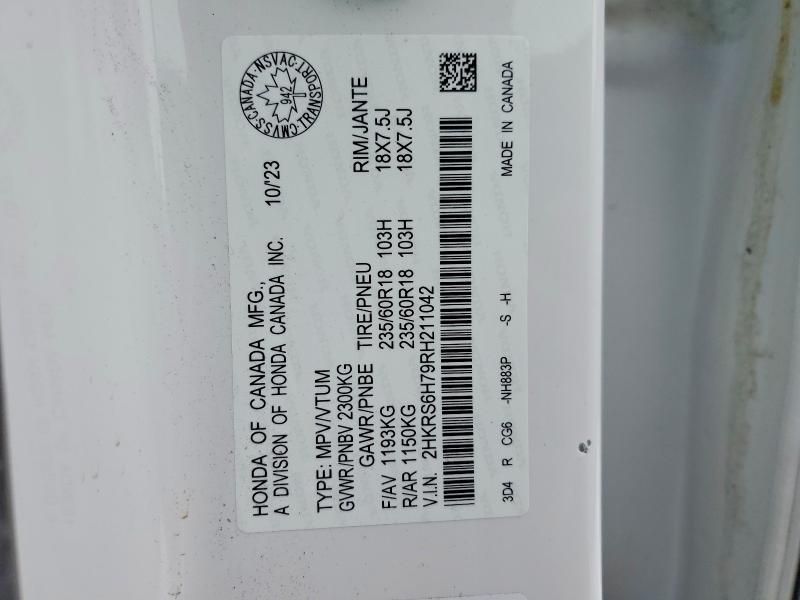 HONDA OF CANADA MFG.,
A DIVISION OF HONDA CANADA INC. 10/'23
CMVSS·CANADA·NSVAC·TRANSPORT
942
TYPE: MPV/VTUM
GVWR/PNBV 2300KG
GAWR/PNBE TIRE/PNEU RIM/JANTE
F/AV 1193KG 235/60R18 103H 18X7.5J
R/AR 1150KG 235/60R18 103H 18X7.5J
V.I.N. 2HKRS6H79RH211042
3D4 R CG6 -NH883P -S -H MADE IN CANADA